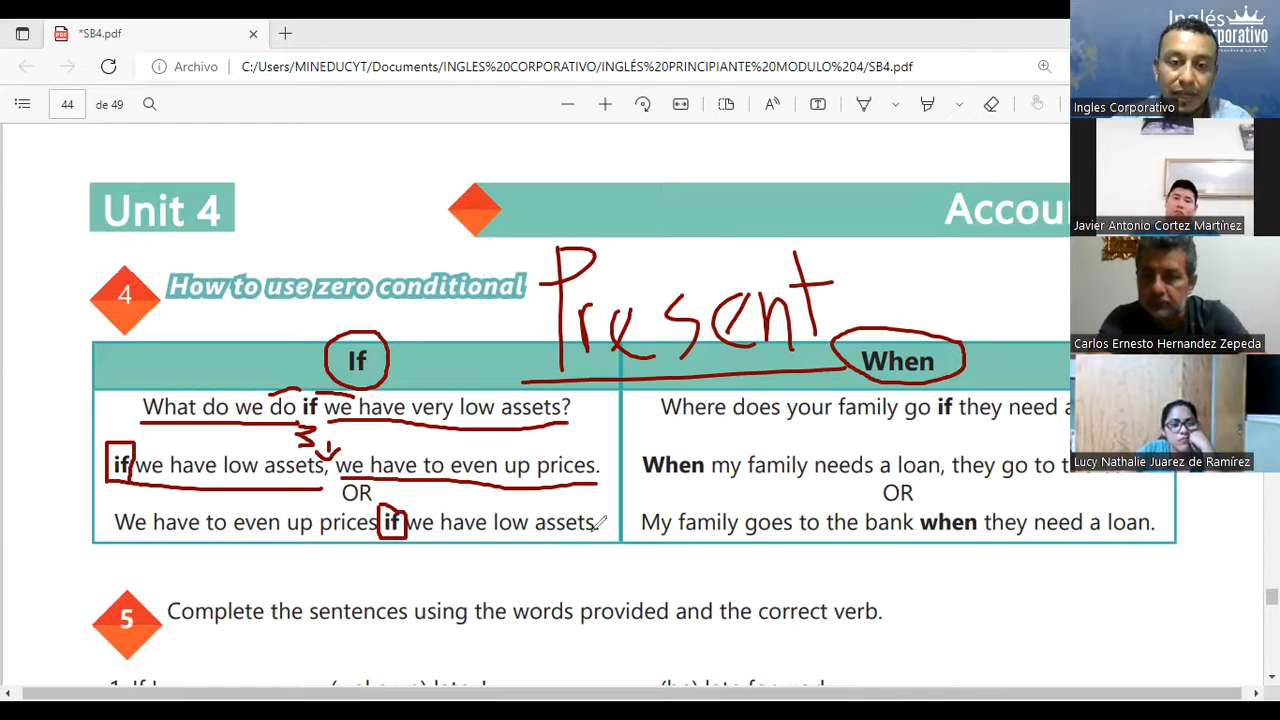 *SB4.pdf
Archivo
C:/Users/MINEDUCYT/Documents/INGLES%20CORPORATIVO/INGLÉS%20PRINCIPIANTE%20MODULO%204/SB4.pdf
44
de 49
Inglés
orporativo
Ingles Corporativo
Javier Antonio Cortez Martínez
Carlos Ernesto Hernandez Zepeda
Lucy Nathalie Juarez de Ramírez
Unit 4
Accou
4
How to use zero conditional
Present
If
When
What do we do if we have very low assets?
Where does your family go if they need a
if we have low assets, we have to even up prices.
When my family needs a loan, they go to t
OR
OR
We have to even up prices if we have low assets
My family goes to the bank when they need a loan.
5
Complete the sentences using the words provided and the correct verb.